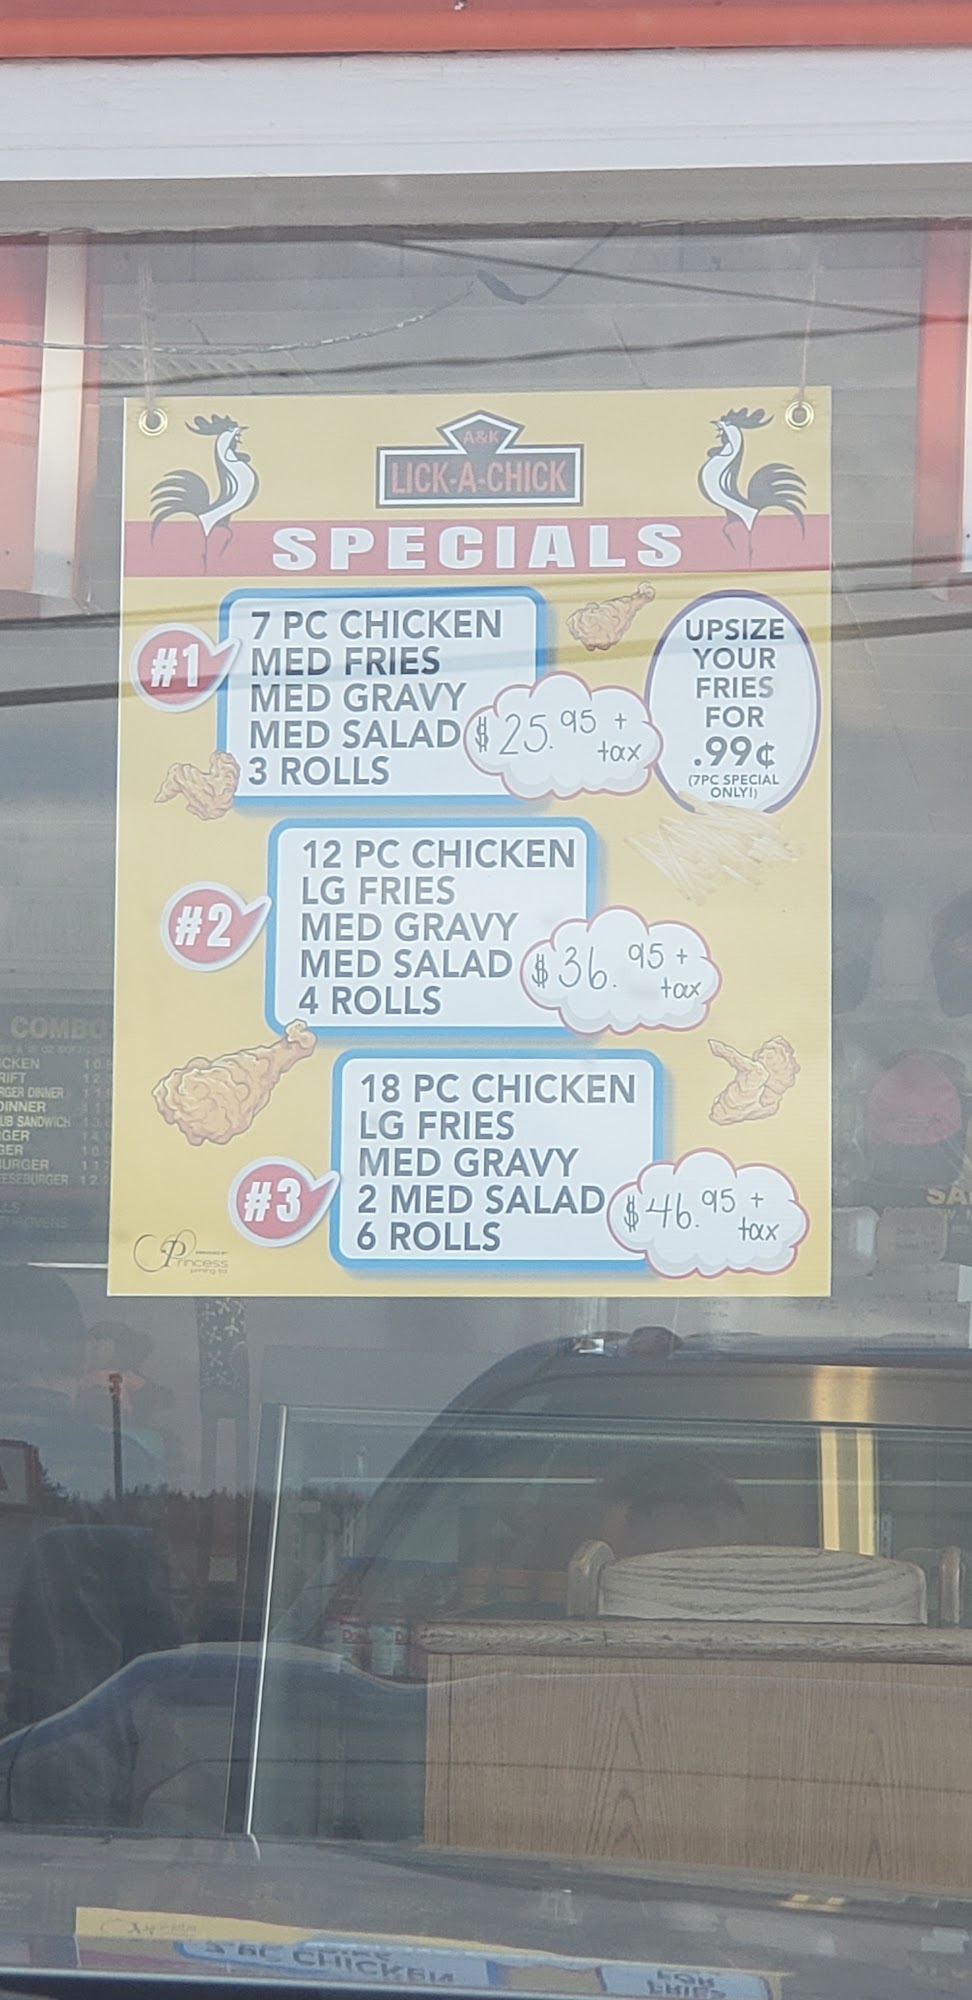 A&K
LICK-A-CHICK
SPECIALS
#1
7 PC CHICKEN
MED FRIES
MED GRAVY
MED SALAD
3 ROLLS
$25.95 +
tax
UPSIZE
YOUR
FRIES
FOR
.99¢
(7PC SPECIAL
ONLY!)
#2
12 PC CHICKEN
LG FRIES
MED GRAVY
MED SALAD
4 ROLLS
$36.95 +
tax
#3
18 PC CHICKEN
LG FRIES
MED GRAVY
2 MED SALAD
6 ROLLS
$46.95 +
tax
Princess
COMBO
DINNER
UB SANDWICH